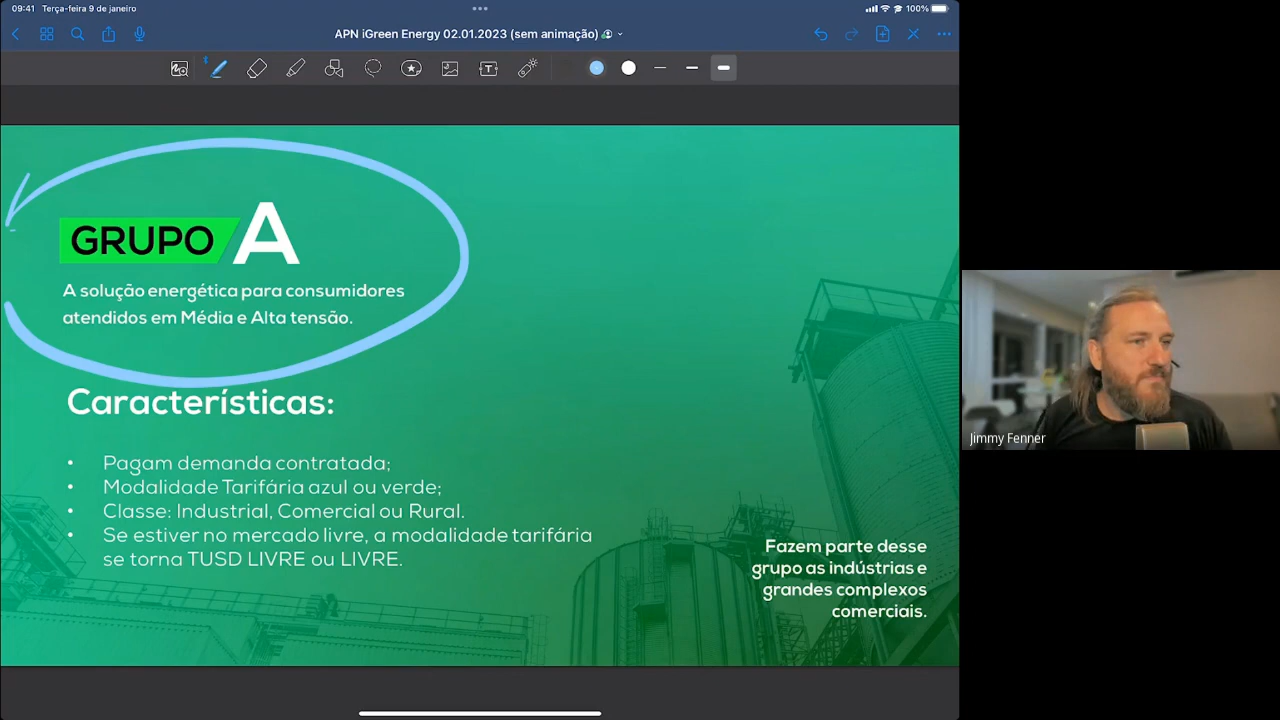 09:41 Terça-feira 9 de janeiro
100%
APN iGreen Energy 02.01.2023 (sem animação)
T
GRUPO A
A solução energética para consumidores
atendidos em Média e Alta tensão.
Características:
• Pagam demanda contratada;
• Modalidade Tarifária azul ou verde;
• Classe: Industrial, Comercial ou Rural.
• Se estiver no mercado livre, a modalidade tarifária
se torna TUSD LIVRE ou LIVRE.
Fazem parte desse
grupo as indústrias e
grandes complexos
comerciais.
Jimmy Fenner